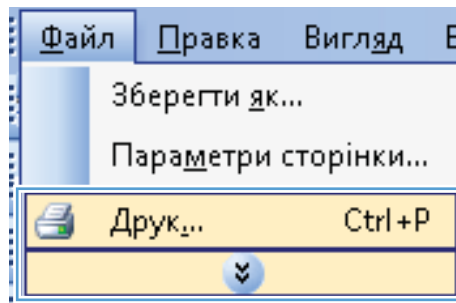 Файл Правка Вигляд
Зберегти як...
Параметри сторінки...
Друк... Ctrl+P